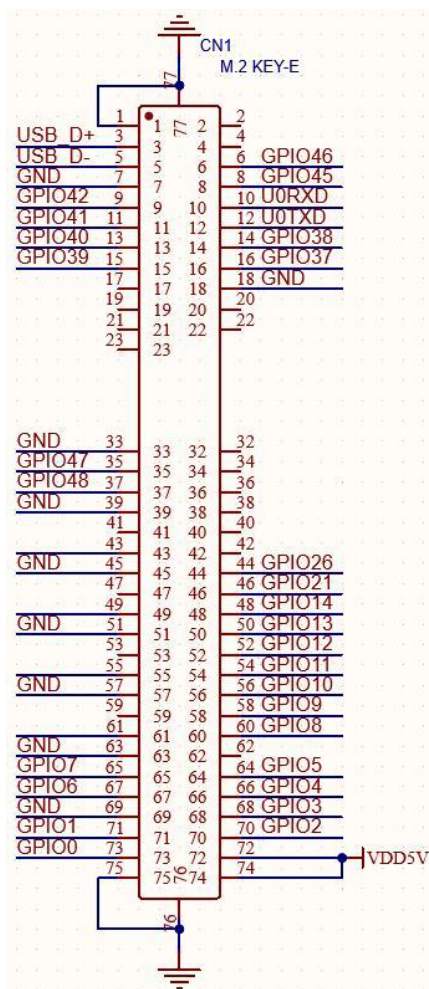 CN1
M.2 KEY-E
77
1 1 77 2 2
USB_D+ 3 3 4 4
USB_D- 5 5 6 6 GPIO46
GND 7 7 8 8 GPIO45
GPIO42 9 9 10 10 U0RXD
GPIO41 11 11 12 12 U0TXD
GPIO40 13 13 14 14 GPIO38
GPIO39 15 15 16 16 GPIO37
17 17 18 18 GND
19 19 20 20
21 21 22 22
23 23
GND 33 33 32 32
GPIO47 35 35 34 34
GPIO48 37 37 36 36
GND 39 39 38 38
41 41 40 40
43 43 42 42
GND 45 45 44 44 GPIO26
47 47 46 46 GPIO21
49 49 48 48 GPIO14
GND 51 51 50 50 GPIO13
53 53 52 52 GPIO12
55 55 54 54 GPIO11
GND 57 57 56 56 GPIO10
59 59 58 58 GPIO9
61 61 60 60 GPIO8
GND 63 63 62 62
GPIO7 65 65 64 64 GPIO5
GPIO6 67 67 66 66 GPIO4
GND 69 69 68 68 GPIO3
GPIO1 71 71 70 70 GPIO2
GPIO0 73 73 72 72 VDD5V
75 75 76 74 74
76